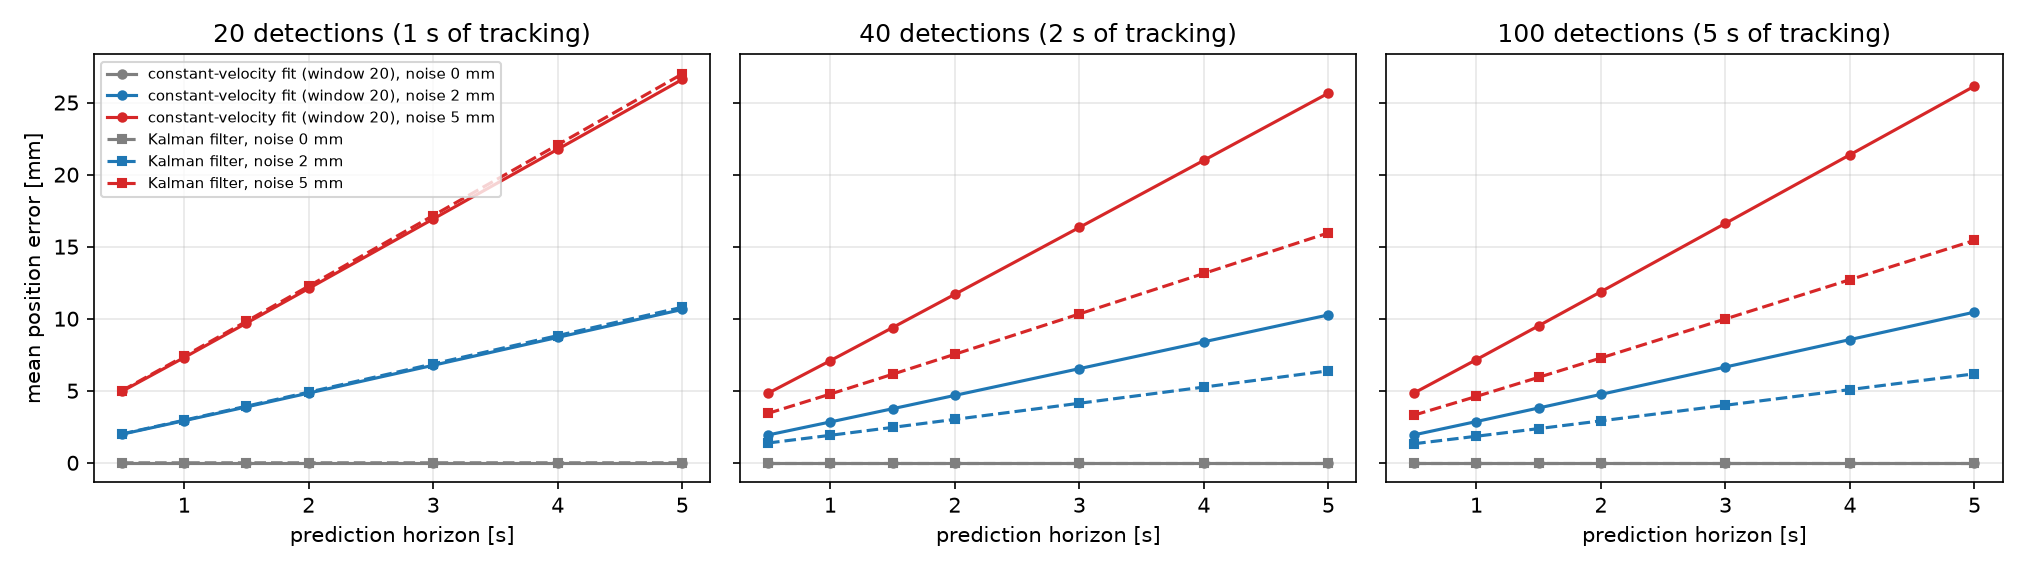 20 detections (1 s of tracking)
40 detections (2 s of tracking)
100 detections (5 s of tracking)
constant-velocity fit (window 20), noise 0 mm
constant-velocity fit (window 20), noise 2 mm
constant-velocity fit (window 20), noise 5 mm
Kalman filter, noise 0 mm
Kalman filter, noise 2 mm
Kalman filter, noise 5 mm
mean position error [mm]
25
20
15
10
5
0
1 2 3 4 5
1 2 3 4 5
1 2 3 4 5
prediction horizon [s]
prediction horizon [s]
prediction horizon [s]